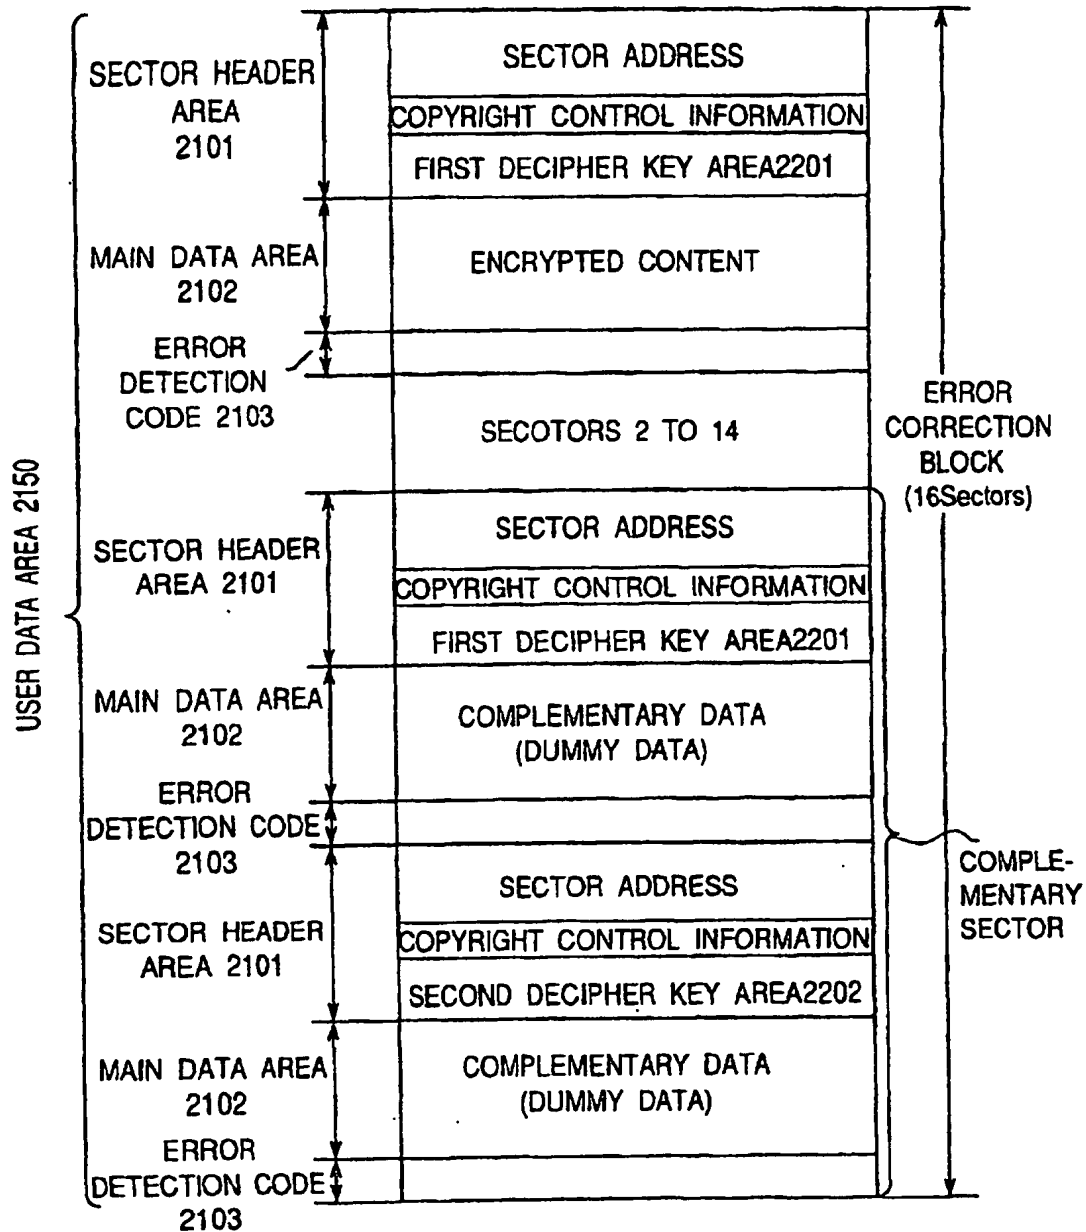 SECTOR HEADER
AREA
2101
SECTOR ADDRESS
COPYRIGHT CONTROL INFORMATION
FIRST DECIPHER KEY AREA2201
MAIN DATA AREA
2102
ENCRYPTED CONTENT
ERROR
DETECTION
CODE 2103
SECOTORS 2 TO 14
ERROR
CORRECTION
BLOCK
(16Sectors)
USER DATA AREA 2150
SECTOR HEADER
AREA 2101
SECTOR ADDRESS
COPYRIGHT CONTROL INFORMATION
FIRST DECIPHER KEY AREA2201
MAIN DATA AREA
2102
COMPLEMENTARY DATA
(DUMMY DATA)
ERROR
DETECTION CODE
2103
COMPLE-
MENTARY
SECTOR
SECTOR HEADER
AREA 2101
SECTOR ADDRESS
COPYRIGHT CONTROL INFORMATION
SECOND DECIPHER KEY AREA2202
MAIN DATA AREA
2102
COMPLEMENTARY DATA
(DUMMY DATA)
ERROR
DETECTION CODE
2103